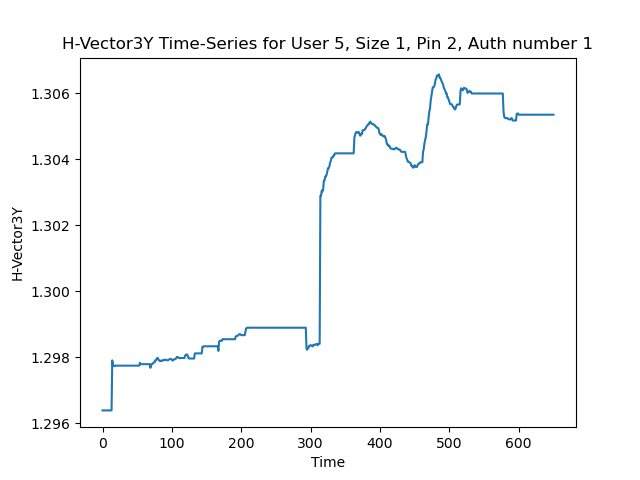 H-Vector3Y Time-Series for User 5, Size 1, Pin 2, Auth number 1
1.306
1.304
1.302
1.300
1.298
1.296
H-Vector3Y
0 100 200 300 400 500 600
Time